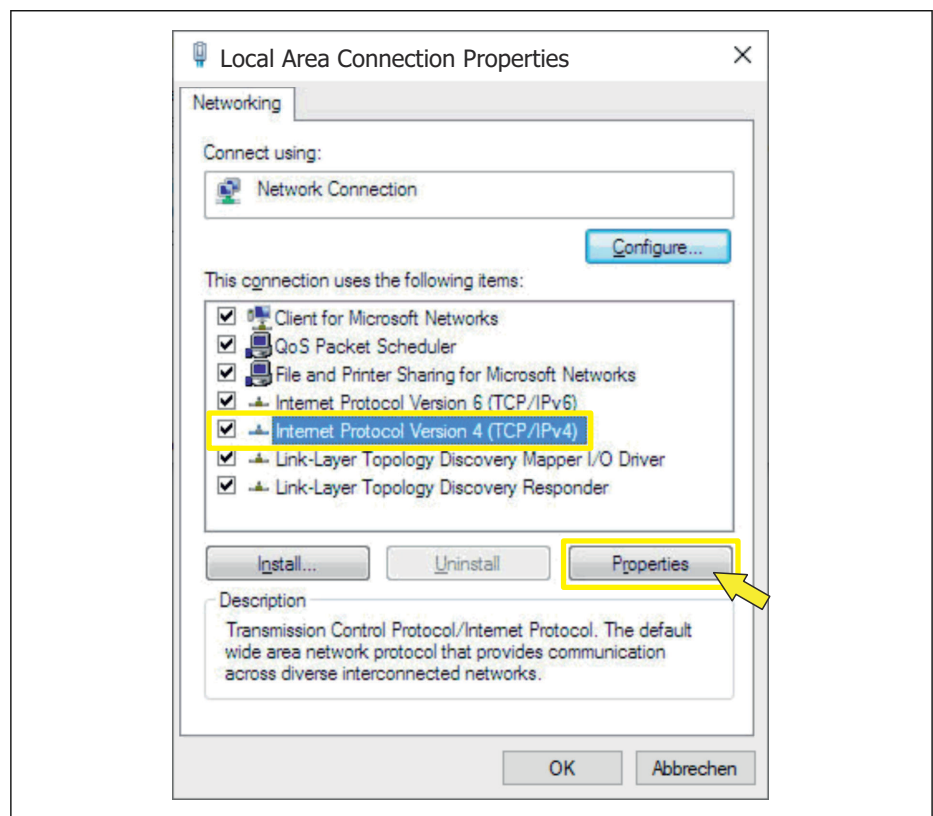 Local Area Connection Properties
Networking
Connect using:
Network Connection
Configure...
This connection uses the following items:
Client for Microsoft Networks
QoS Packet Scheduler
File and Printer Sharing for Microsoft Networks
Internet Protocol Version 6 (TCP/IPv6)
Internet Protocol Version 4 (TCP/IPv4)
Link-Layer Topology Discovery Mapper I/O Driver
Link-Layer Topology Discovery Responder
Install... Uninstall Properties
Description
Transmission Control Protocol/Internet Protocol. The default
wide area network protocol that provides communication
across diverse interconnected networks.
OK Abbrechen